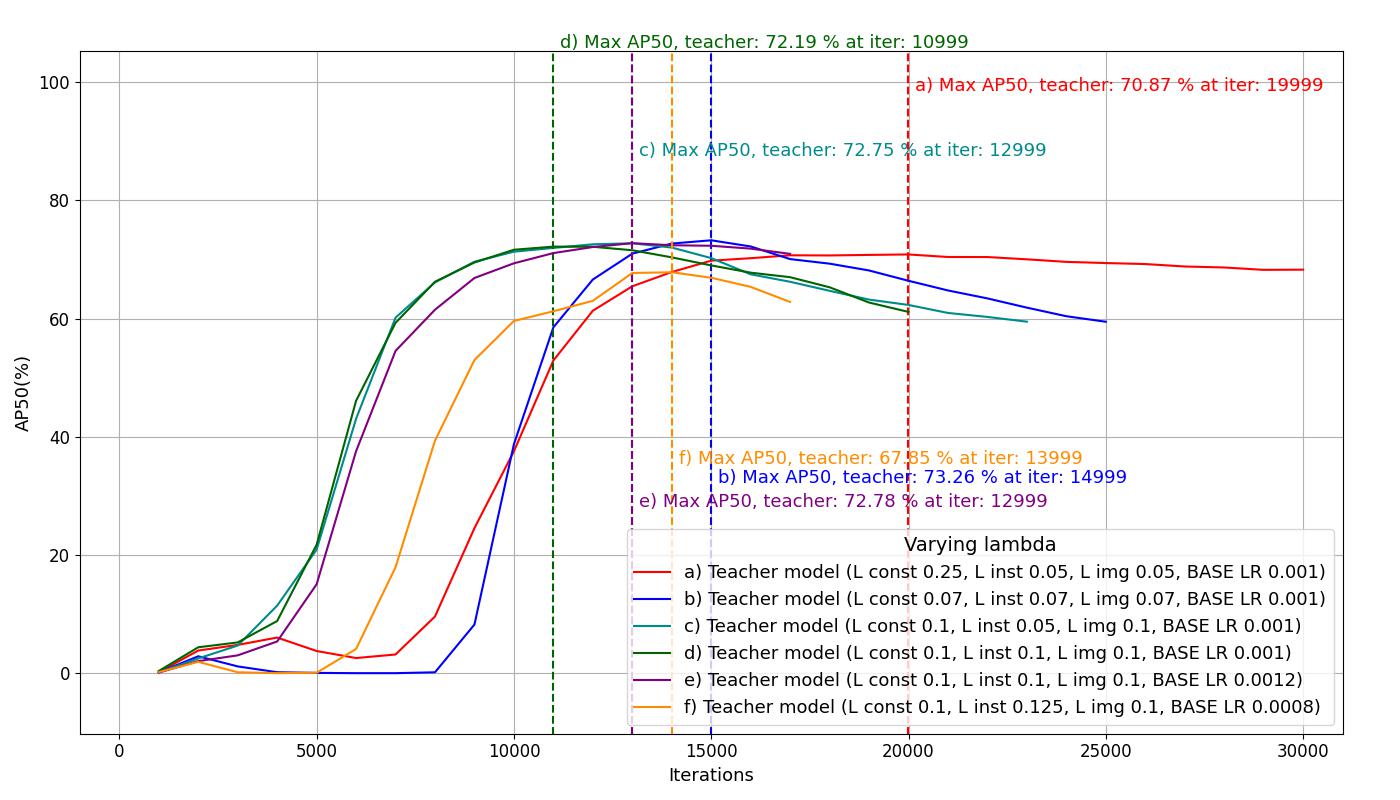 d) Max AP50, teacher: 72.19 % at iter: 10999
a) Max AP50, teacher: 70.87 % at iter: 19999
c) Max AP50, teacher: 72.75 % at iter: 12999
f) Max AP50, teacher: 67.85 % at iter: 13999
b) Max AP50, teacher: 73.26 % at iter: 14999
e) Max AP50, teacher: 72.78 % at iter: 12999
Varying lambda
a) Teacher model (L const 0.25, L inst 0.05, L img 0.05, BASE LR 0.001)
b) Teacher model (L const 0.07, L inst 0.07, L img 0.07, BASE LR 0.001)
c) Teacher model (L const 0.1, L inst 0.05, L img 0.1, BASE LR 0.001)
d) Teacher model (L const 0.1, L inst 0.1, L img 0.1, BASE LR 0.001)
e) Teacher model (L const 0.1, L inst 0.1, L img 0.1, BASE LR 0.0012)
f) Teacher model (L const 0.1, L inst 0.125, L img 0.1, BASE LR 0.0008)
AP50(%)
100
80
60
40
20
0
0 5000 10000 15000 20000 25000 30000
Iterations